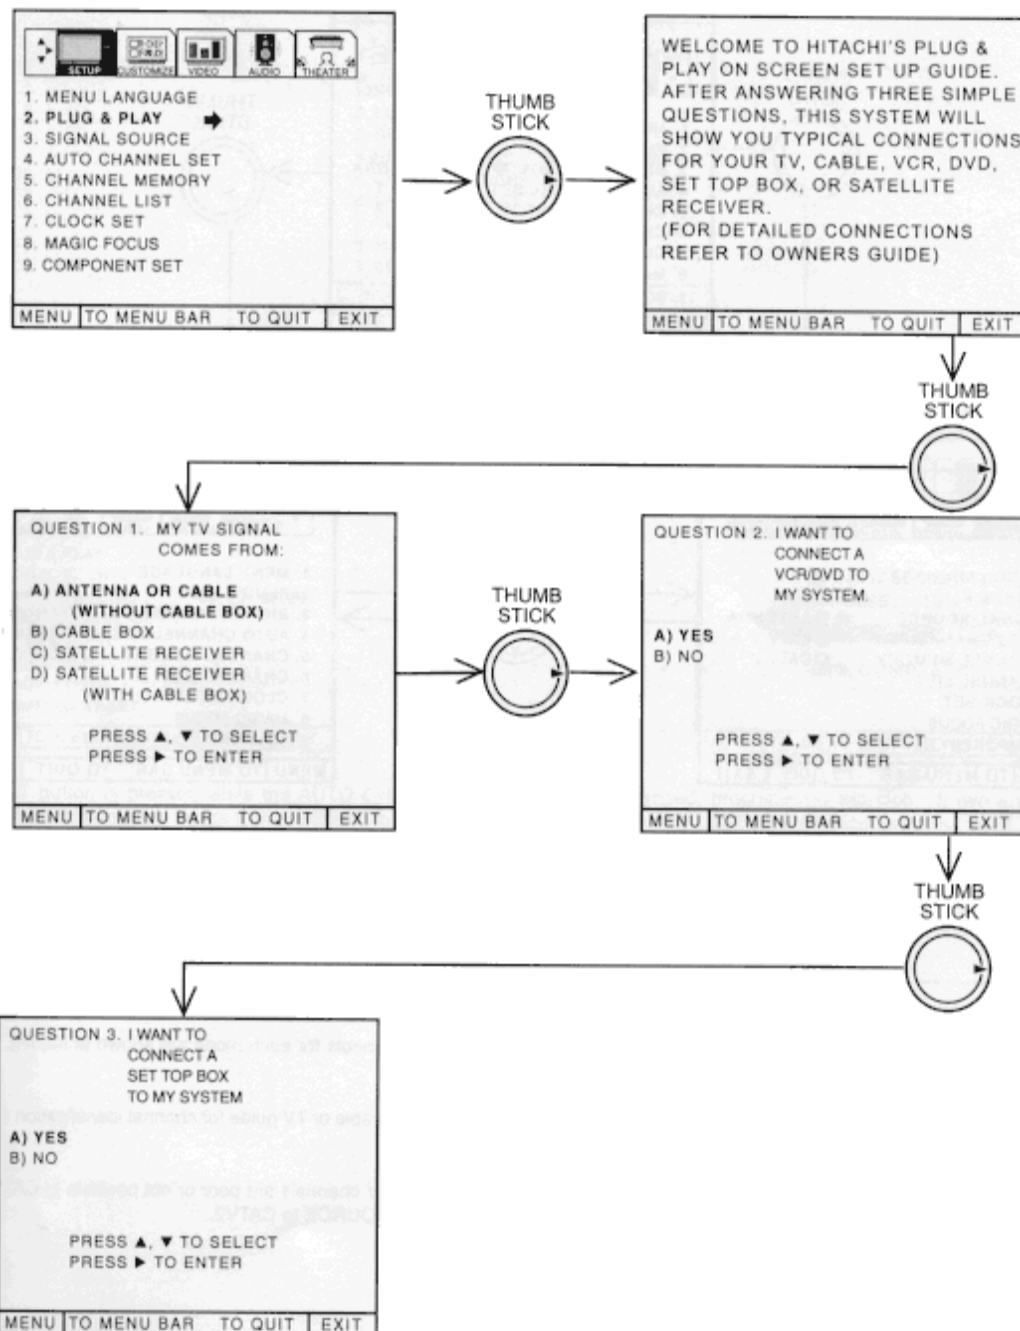 SETUP CUSTOMIZE VIDEO AUDIO THEATER
1. MENU LANGUAGE
2. PLUG & PLAY
3. SIGNAL SOURCE
4. AUTO CHANNEL SET
5. CHANNEL MEMORY
6. CHANNEL LIST
7. CLOCK SET
8. MAGIC FOCUS
9. COMPONENT SET
MENU TO MENU BAR TO QUIT EXIT
THUMB
STICK
WELCOME TO HITACHI'S PLUG &
PLAY ON SCREEN SET UP GUIDE.
AFTER ANSWERING THREE SIMPLE
QUESTIONS, THIS SYSTEM WILL
SHOW YOU TYPICAL CONNECTIONS
FOR YOUR TV, CABLE, VCR, DVD,
SET TOP BOX, OR SATELLITE
RECEIVER.
(FOR DETAILED CONNECTIONS
REFER TO OWNERS GUIDE)
MENU TO MENU BAR TO QUIT EXIT
THUMB
STICK
QUESTION 1. MY TV SIGNAL
COMES FROM:
A) ANTENNA OR CABLE
(WITHOUT CABLE BOX)
B) CABLE BOX
C) SATELLITE RECEIVER
D) SATELLITE RECEIVER
(WITH CABLE BOX)
PRESS ▲, ▼ TO SELECT
PRESS ▶ TO ENTER
MENU TO MENU BAR TO QUIT EXIT
THUMB
STICK
QUESTION 2. I WANT TO
CONNECT A
VCR/DVD TO
MY SYSTEM.
A) YES
B) NO
PRESS ▲, ▼ TO SELECT
PRESS ▶ TO ENTER
MENU TO MENU BAR TO QUIT EXIT
THUMB
STICK
QUESTION 3. I WANT TO
CONNECT A
SET TOP BOX
TO MY SYSTEM
A) YES
B) NO
PRESS ▲, ▼ TO SELECT
PRESS ▶ TO ENTER
MENU TO MENU BAR TO QUIT EXIT